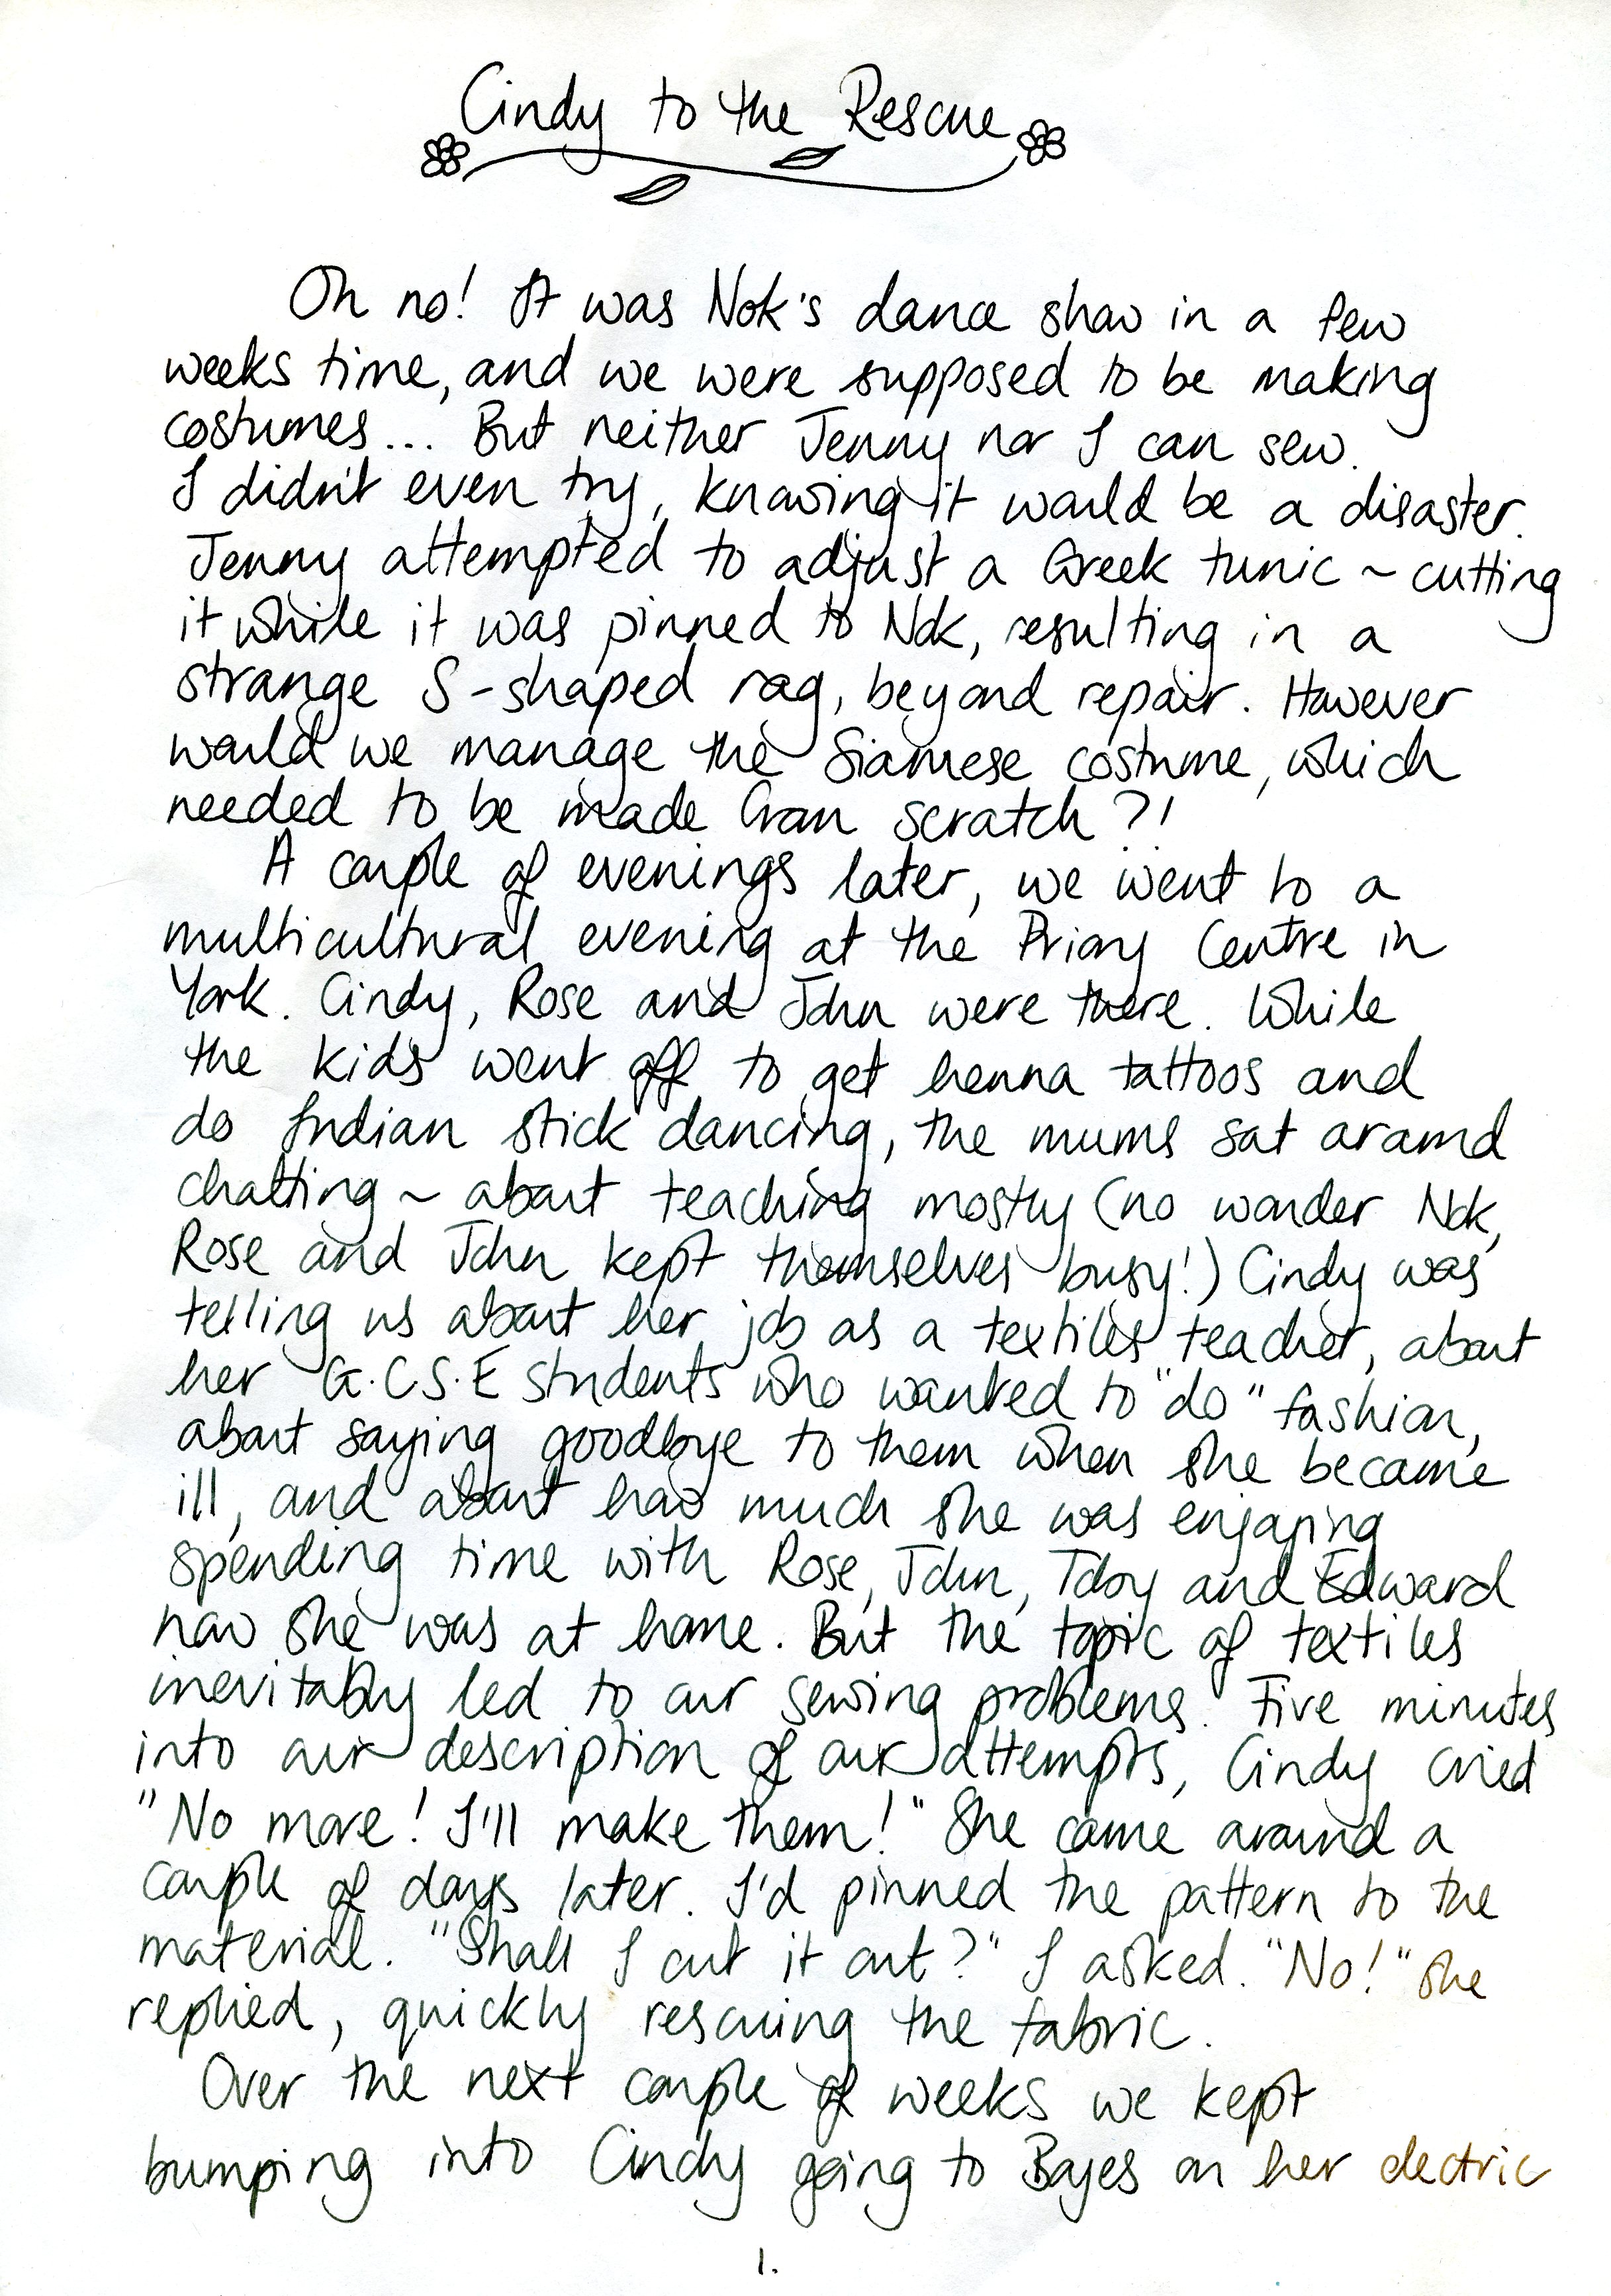 Cindy to the Rescue
Oh no! It was Nok's dance show in a few
weeks time, and we were supposed to be making
costumes... But neither Jenny nor I can sew.
I didn't even try, knowing it would be a disaster.
Jenny attempted to adjust a Greek tunic ~ cutting
it while it was pinned to Nok, resulting in a
strange S-shaped rag, beyond repair. However
would we manage the Siamese costume, which
needed to be made from scratch?!
A couple of evenings later, we went to a
multicultural evening at the Priory Centre in
York. Cindy, Rose and John were there. While
the kids went off to get henna tattoos and
do Indian stick dancing, the mums sat around
chatting ~ about teaching mostly (no wonder Nok,
Rose and John kept themselves busy!) Cindy was
telling us about her job as a textiles teacher, about
her G.C.S.E students who wanted to "do" fashion,
about saying goodbye to them when she became
ill, and about how much she was enjoying
spending time with Rose, John, Toby and Edward
now she was at home. But the topic of textiles
inevitably led to our sewing problems. Five minutes
into our description of our attempts, Cindy cried
"No more! I'll make them!" She came around a
couple of days later. I'd pinned the pattern to the
material. "Shall I cut it out?" I asked. "No!" she
replied, quickly rescuing the fabric.
Over the next couple of weeks we kept
bumping into Cindy going to Boyes on her electric
1.